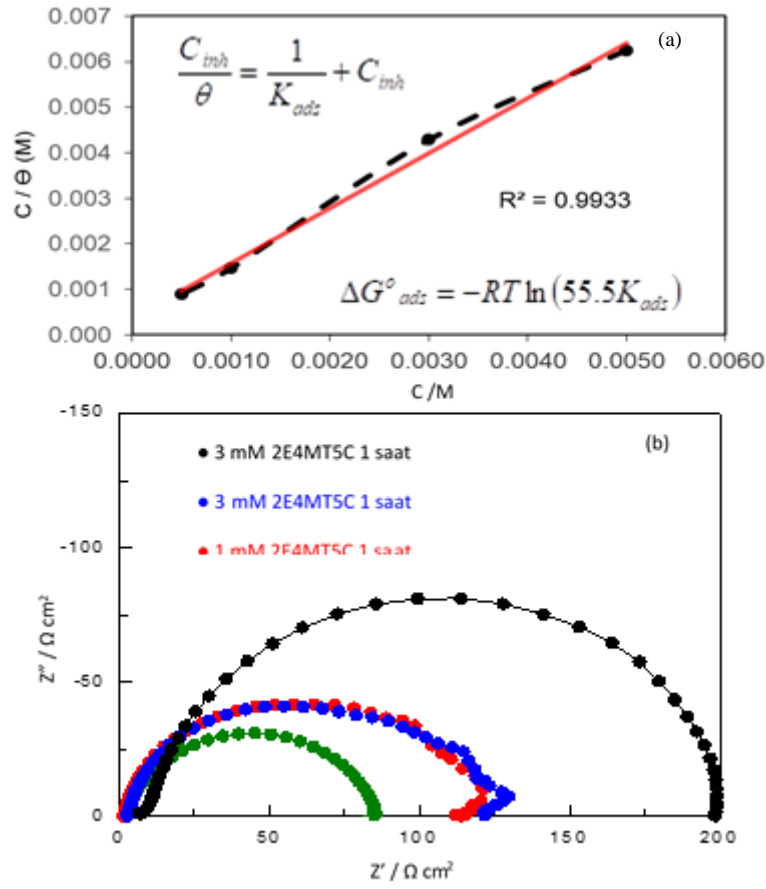 0.007
(a)
C_inh / θ = 1 / K_ads + C_inh
0.006
0.005
0.004
0.003
0.002
0.001
0.000
C / Θ (M)
R² = 0.9933
ΔG°_ads = −RT ln(55.5K_ads)
0.0000 0.0010 0.0020 0.0030 0.0040 0.0050 0.0060
C /M
-150
(b)
3 mM 2E4MT5C 1 saat
3 mM 2E4MT5C 1 saat
1 mM 2E4MT5C 1 saat
-100
-50
0
Z″ / Ω cm²
0 50 100 150 200
Z′ / Ω cm²